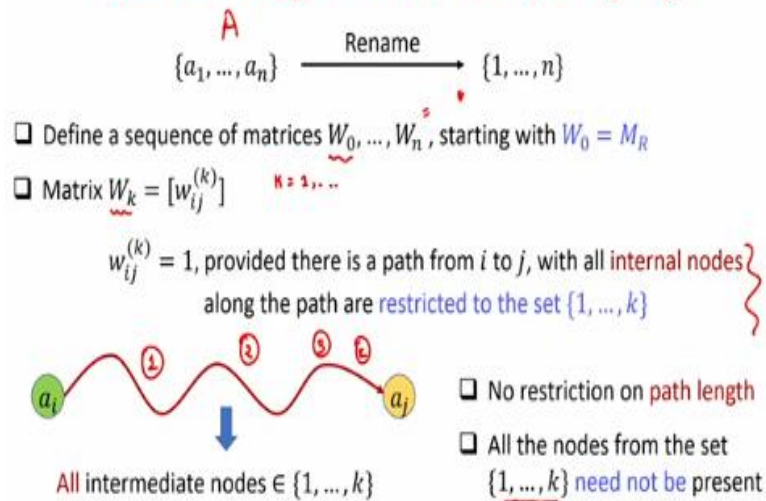 A
{a₁, ..., aₙ} Rename {1, ..., n}
❑ Define a sequence of matrices W₀, ..., Wₙ, starting with W₀ = M_R
❑ Matrix Wₖ = [wᵢⱼ⁽ᵏ⁾] K = 1, ..
wᵢⱼ⁽ᵏ⁾ = 1, provided there is a path from i to j, with all internal nodes
along the path are restricted to the set {1, ..., k}
① ② ③
aᵢ aⱼ
All intermediate nodes ∈ {1, ..., k}
❑ No restriction on path length
❑ All the nodes from the set
{1, ..., k} need not be present